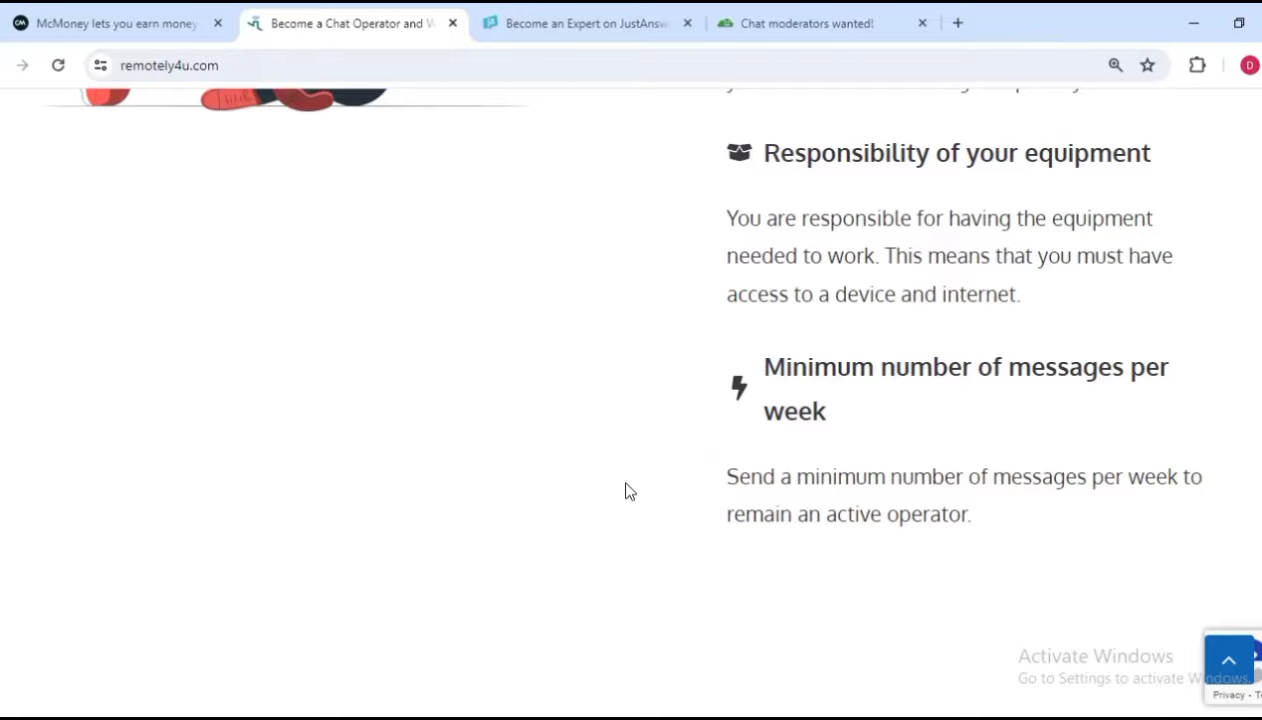 McMoney lets you earn money
Become a Chat Operator and W
Become an Expert on JustAnsw
Chat moderators wanted!
remotely4u.com
D
Responsibility of your equipment
You are responsible for having the equipment
needed to work. This means that you must have
access to a device and internet.
Minimum number of messages per
week
Send a minimum number of messages per week to
remain an active operator.
Activate Windows
Go to Settings to activate Windows.
Privacy - Te